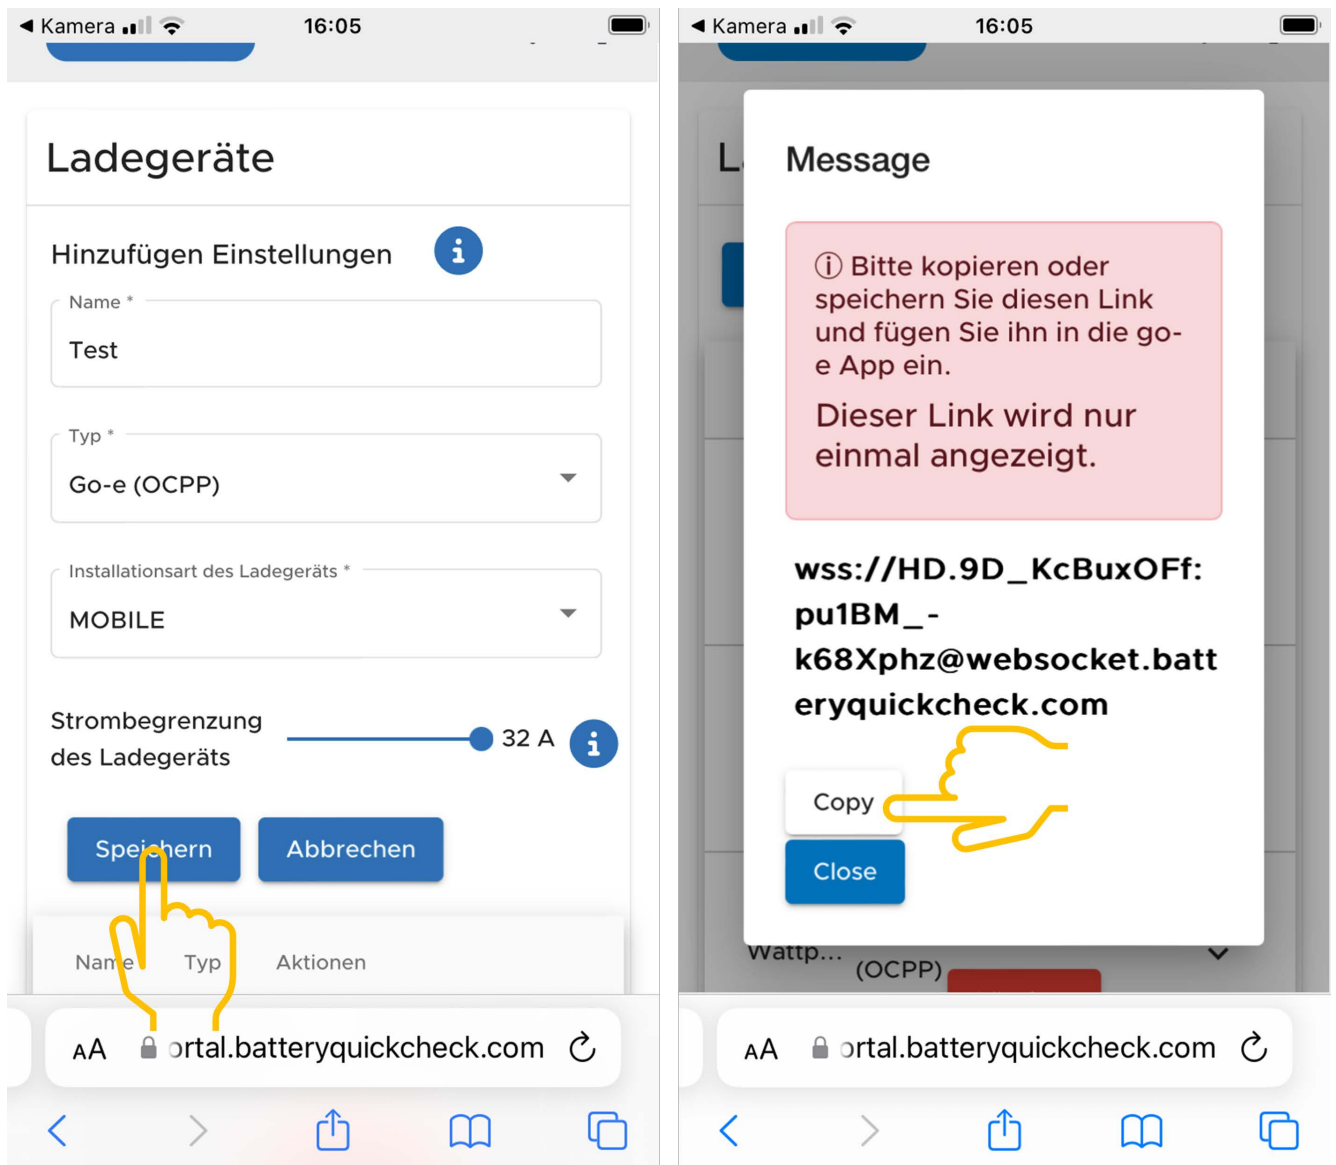 Kamera
16:05
Ladegeräte
Hinzufügen Einstellungen
Name *
Test
Typ *
Go-e (OCPP)
Installationsart des Ladegeräts *
MOBILE
Strombegrenzung
des Ladegeräts
32 A
Speichern
Abbrechen
Name
Typ
Aktionen
AA
ortal.batteryquickcheck.com
Kamera
16:05
Message
Bitte kopieren oder
speichern Sie diesen Link
und fügen Sie ihn in die go-
e App ein.
Dieser Link wird nur
einmal angezeigt.
wss://HD.9D_KcBuxOFf:
pu1BM_-
k68Xphz@websocket.batt
eryquickcheck.com
Copy
Close
Wattp...
(OCPP)
AA
ortal.batteryquickcheck.com